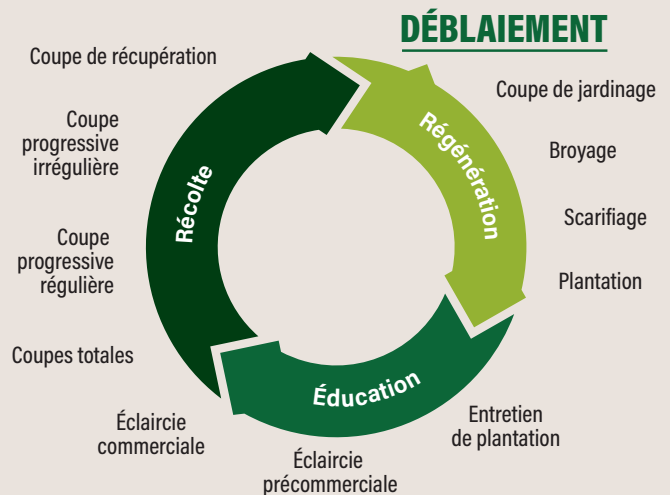 DÉBLAIEMENT
Coupe de jardinage
Broyage
Scarifiage
Plantation
Entretien
de plantation
Éclaircie
précommerciale
Éclaircie
commerciale
Coupes totales
Coupe
progressive
régulière
Coupe
progressive
irrégulière
Coupe de récupération
Régénération
Éducation
Récolte